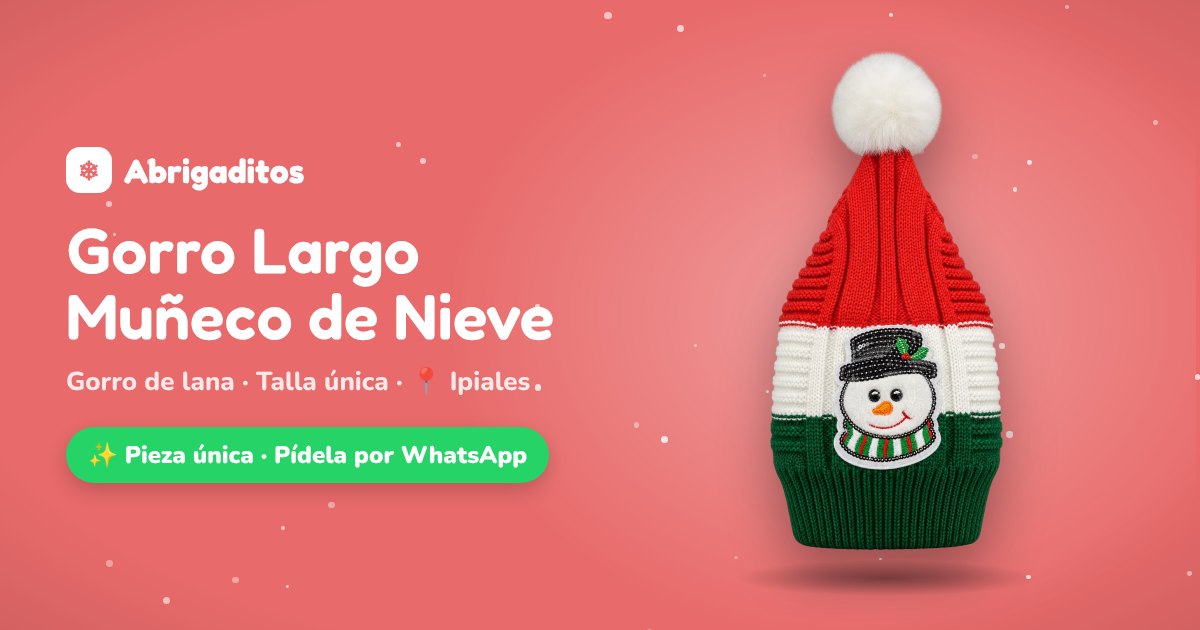 Abrigaditos
Gorro Largo
Muñeco de Nieve
Gorro de lana · Talla única · 📍 Ipiales
✨ Pieza única · Pídela por WhatsApp